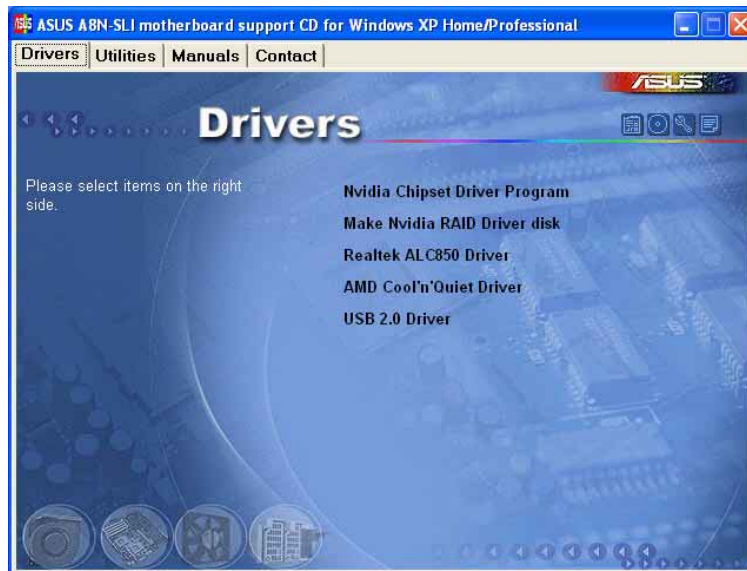 ASUS A8N-SLI motherboard support CD for Windows XP Home/Professional
Drivers Utilities Manuals Contact
ASUS
Drivers
Please select items on the right
side.
Nvidia Chipset Driver Program
Make Nvidia RAID Driver disk
Realtek ALC850 Driver
AMD Cool'n'Quiet Driver
USB 2.0 Driver